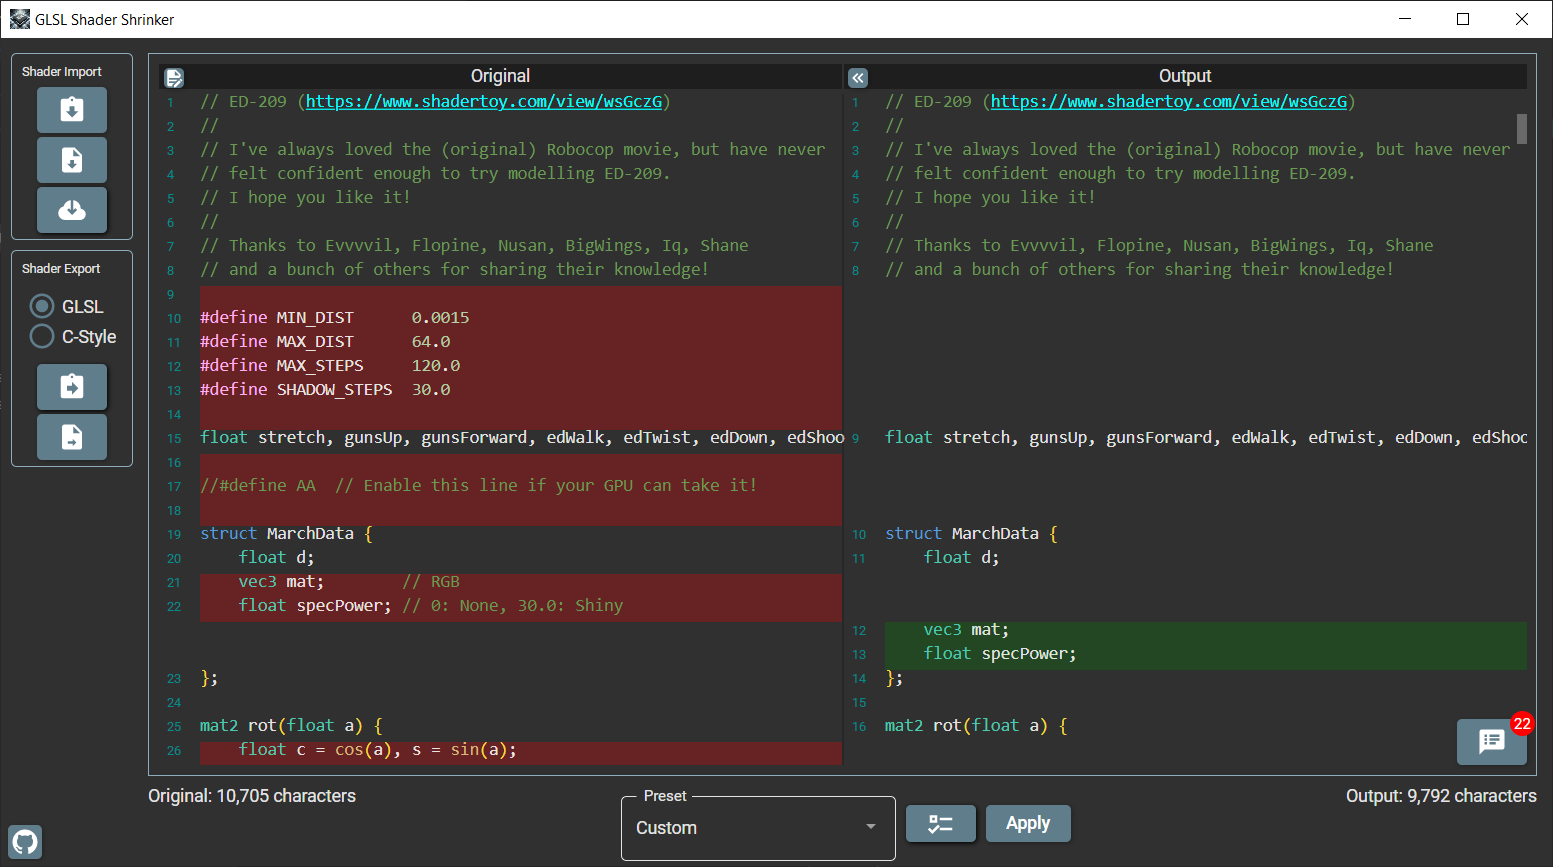 GLSL Shader Shrinker
Shader Import
Shader Export
GLSL
C-Style
Original
1 // ED-209 (https://www.shadertoy.com/view/wsGczG)
2 //
3 // I've always loved the (original) Robocop movie, but have never
4 // felt confident enough to try modelling ED-209.
5 // I hope you like it!
6 //
7 // Thanks to Evvvvil, Flopine, Nusan, BigWings, Iq, Shane
8 // and a bunch of others for sharing their knowledge!
9
10 #define MIN_DIST      0.0015
11 #define MAX_DIST      64.0
12 #define MAX_STEPS     120.0
13 #define SHADOW_STEPS  30.0
14
15 float stretch, gunsUp, gunsForward, edWalk, edTwist, edDown, edShoo
16
17 //#define AA  // Enable this line if your GPU can take it!
18
19 struct MarchData {
20     float d;
21     vec3 mat;        // RGB
22     float specPower; // 0: None, 30.0: Shiny
23 };
24
25 mat2 rot(float a) {
26     float c = cos(a), s = sin(a);
Output
1 // ED-209 (https://www.shadertoy.com/view/wsGczG)
2 //
3 // I've always loved the (original) Robocop movie, but have never
4 // felt confident enough to try modelling ED-209.
5 // I hope you like it!
6 //
7 // Thanks to Evvvvil, Flopine, Nusan, BigWings, Iq, Shane
8 // and a bunch of others for sharing their knowledge!
9 float stretch, gunsUp, gunsForward, edWalk, edTwist, edDown, edShoo
10 struct MarchData {
11     float d;
12     vec3 mat;
13     float specPower;
14 };
15
16 mat2 rot(float a) {
22
Original: 10,705 characters
Preset
Custom
Apply
Output: 9,792 characters